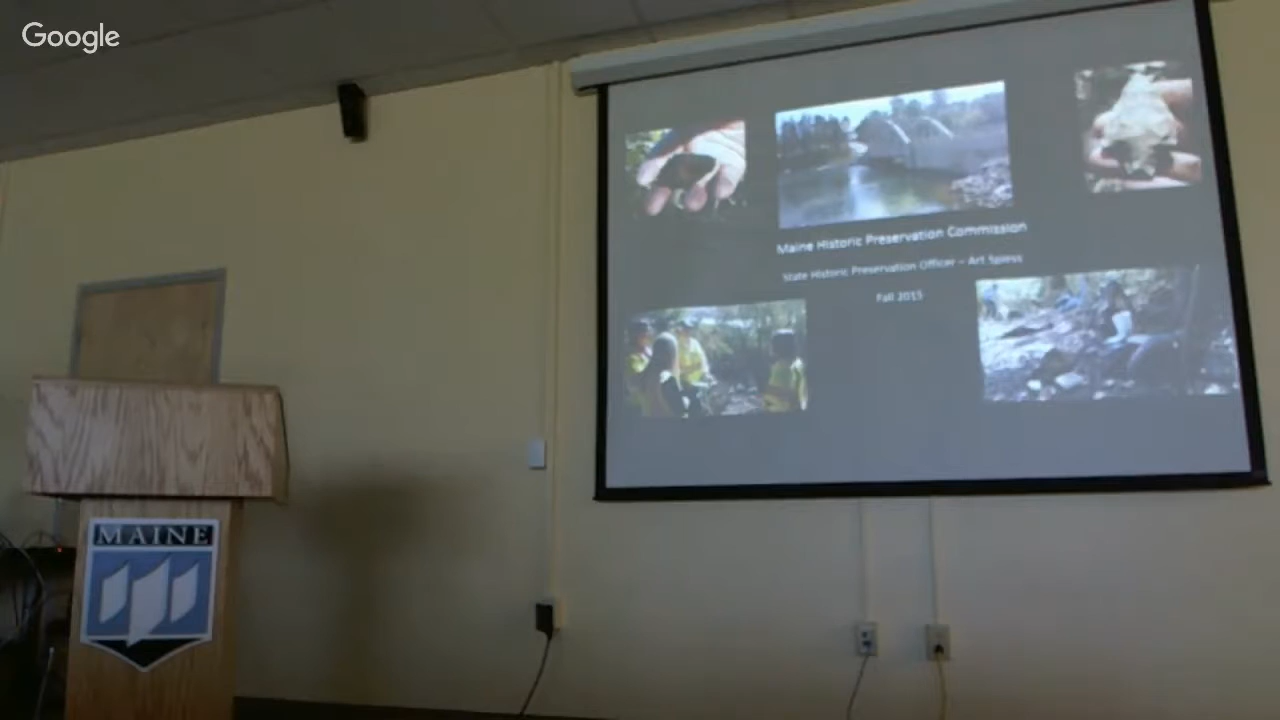 Google
Maine Historic Preservation Commission
State Historic Preservation Officer – Art Spiess
Fall 2015
MAINE